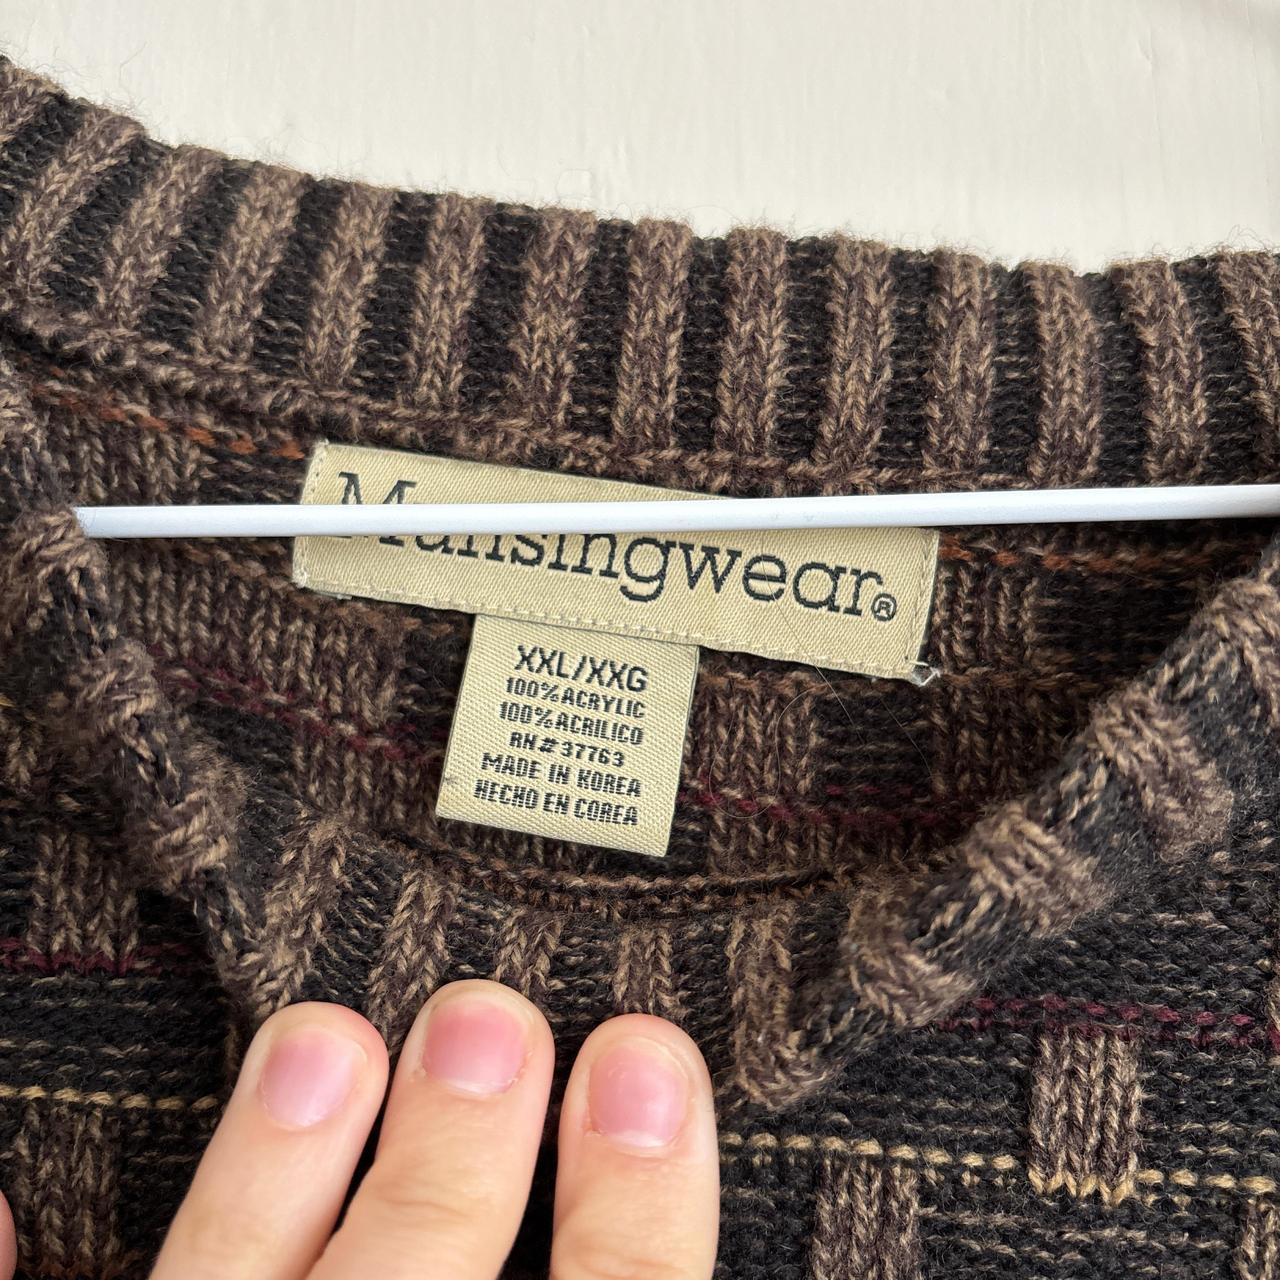 Munsingwear®
XXL/XXG
100% ACRYLIC
100% ACRILICO
RN# 37763
MADE IN KOREA
HECHO EN COREA